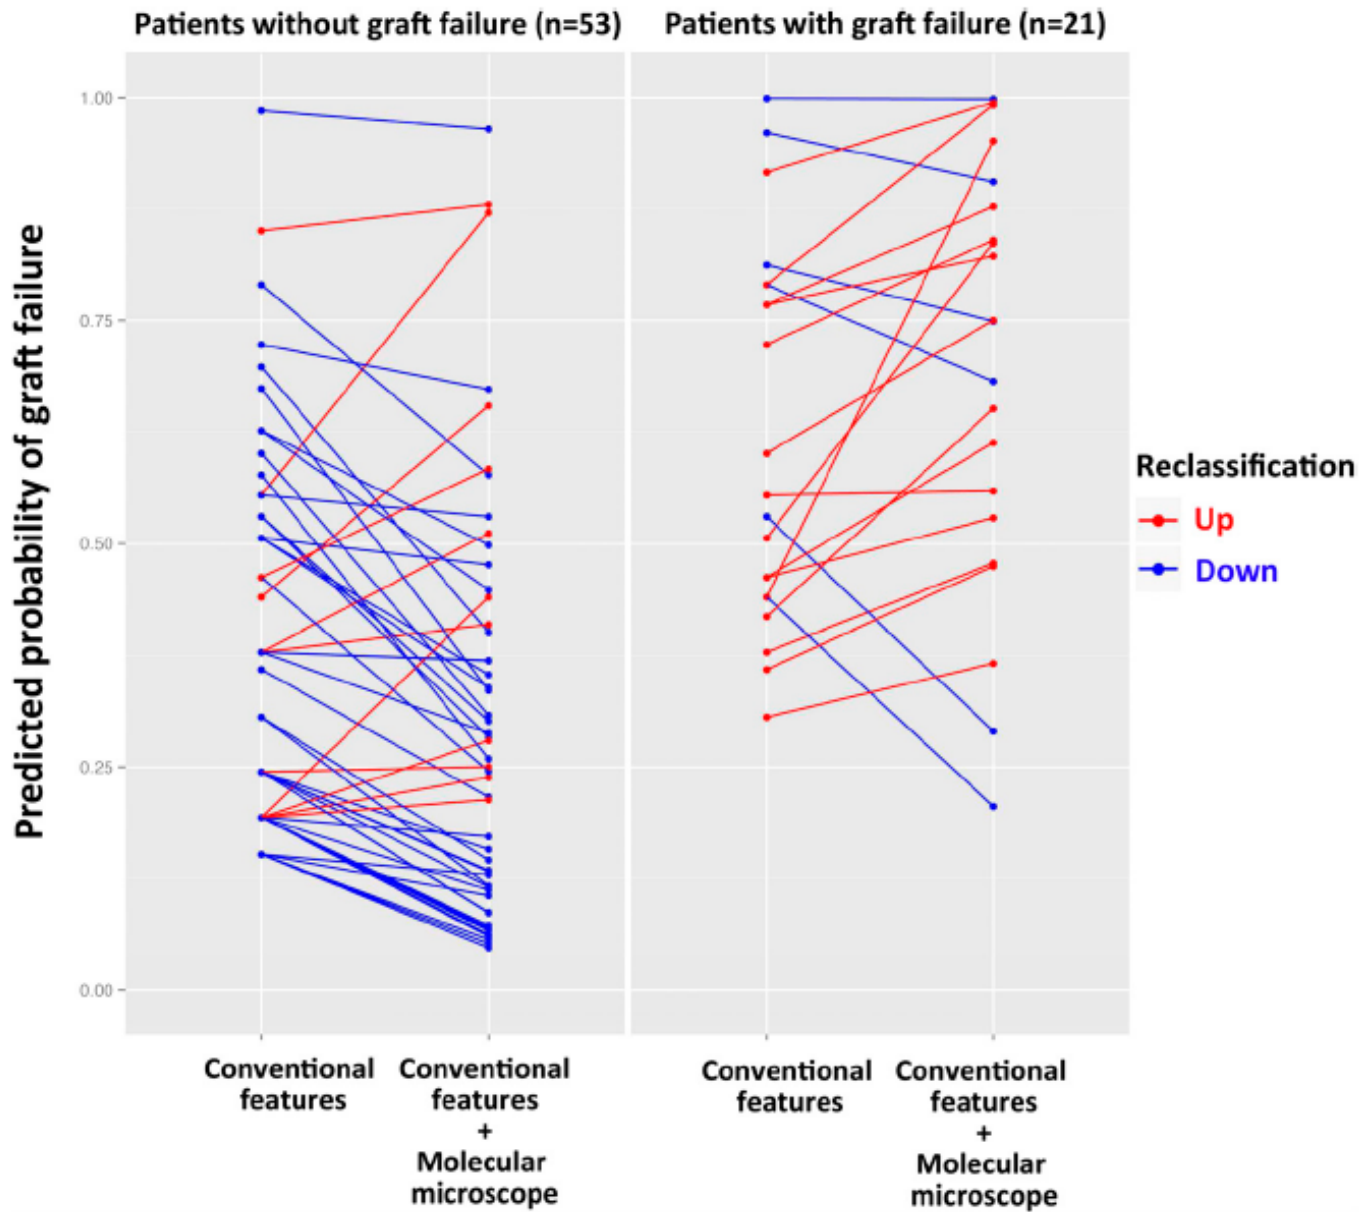 Patients without graft failure (n=53)
Patients with graft failure (n=21)
Predicted probability of graft failure
1.00
0.75
0.50
0.25
0.00
Reclassification
Up
Down
Conventional
features
Conventional
features
+
Molecular
microscope
Conventional
features
Conventional
features
+
Molecular
microscope